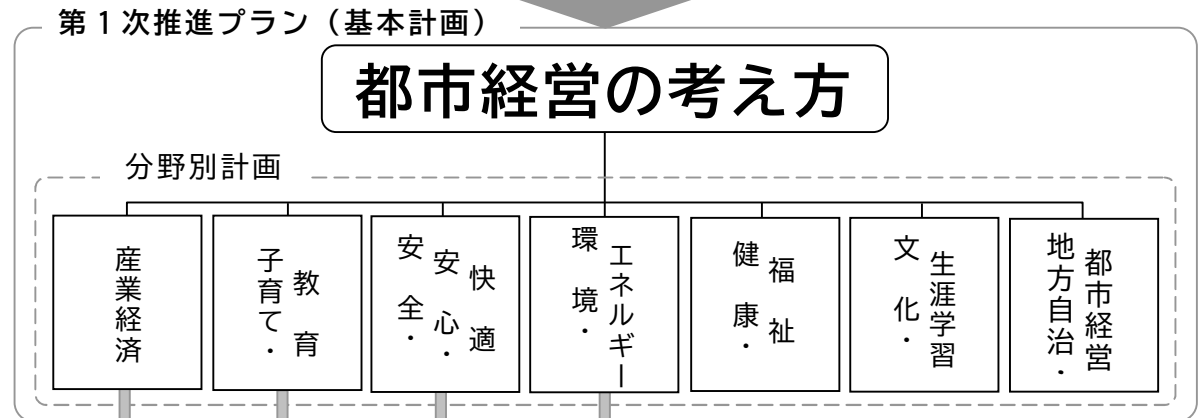 第1次推進プラン（基本計画）
都市経営の考え方
分野別計画
産業経済
子育て・
教育
安全・
安心・
快適
環境・
エネルギー
健康・
福祉
文化・
生涯学習
地方自治・
都市経営